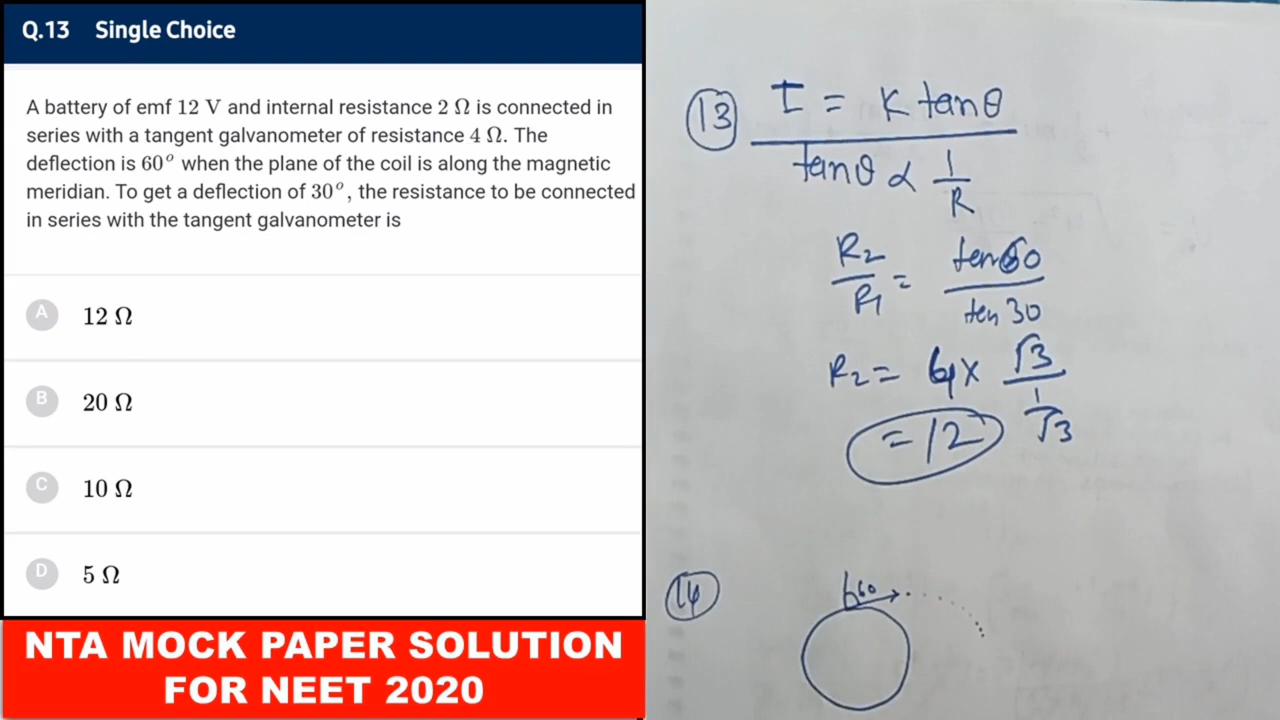 Q.13 Single Choice
A battery of emf 12 V and internal resistance 2 Ω is connected in
series with a tangent galvanometer of resistance 4 Ω. The
deflection is 60° when the plane of the coil is along the magnetic
meridian. To get a deflection of 30°, the resistance to be connected
in series with the tangent galvanometer is
A 12 Ω
B 20 Ω
C 10 Ω
D 5 Ω
NTA MOCK PAPER SOLUTION
FOR NEET 2020
13 I = K tanθ
tanθ ∝ 1/R
R2/R1 = tan60/ten 30
R2 = 6 × √3/(1/√3)
= 12
14